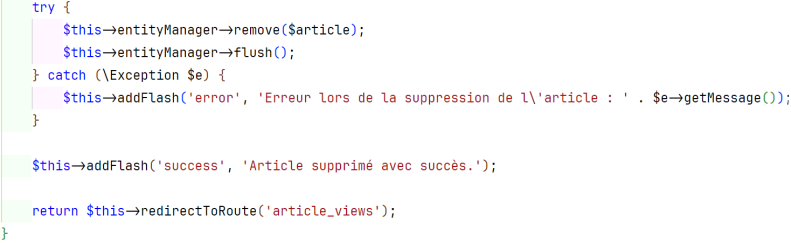 try {
    $this->entityManager->remove($article);
    $this->entityManager->flush();
} catch (\Exception $e) {
    $this->addFlash('error', 'Erreur lors de la suppression de l\'article : ' . $e->getMessage());
}
$this->addFlash('success', 'Article supprimé avec succès.');
return $this->redirectToRoute('article_views');
}